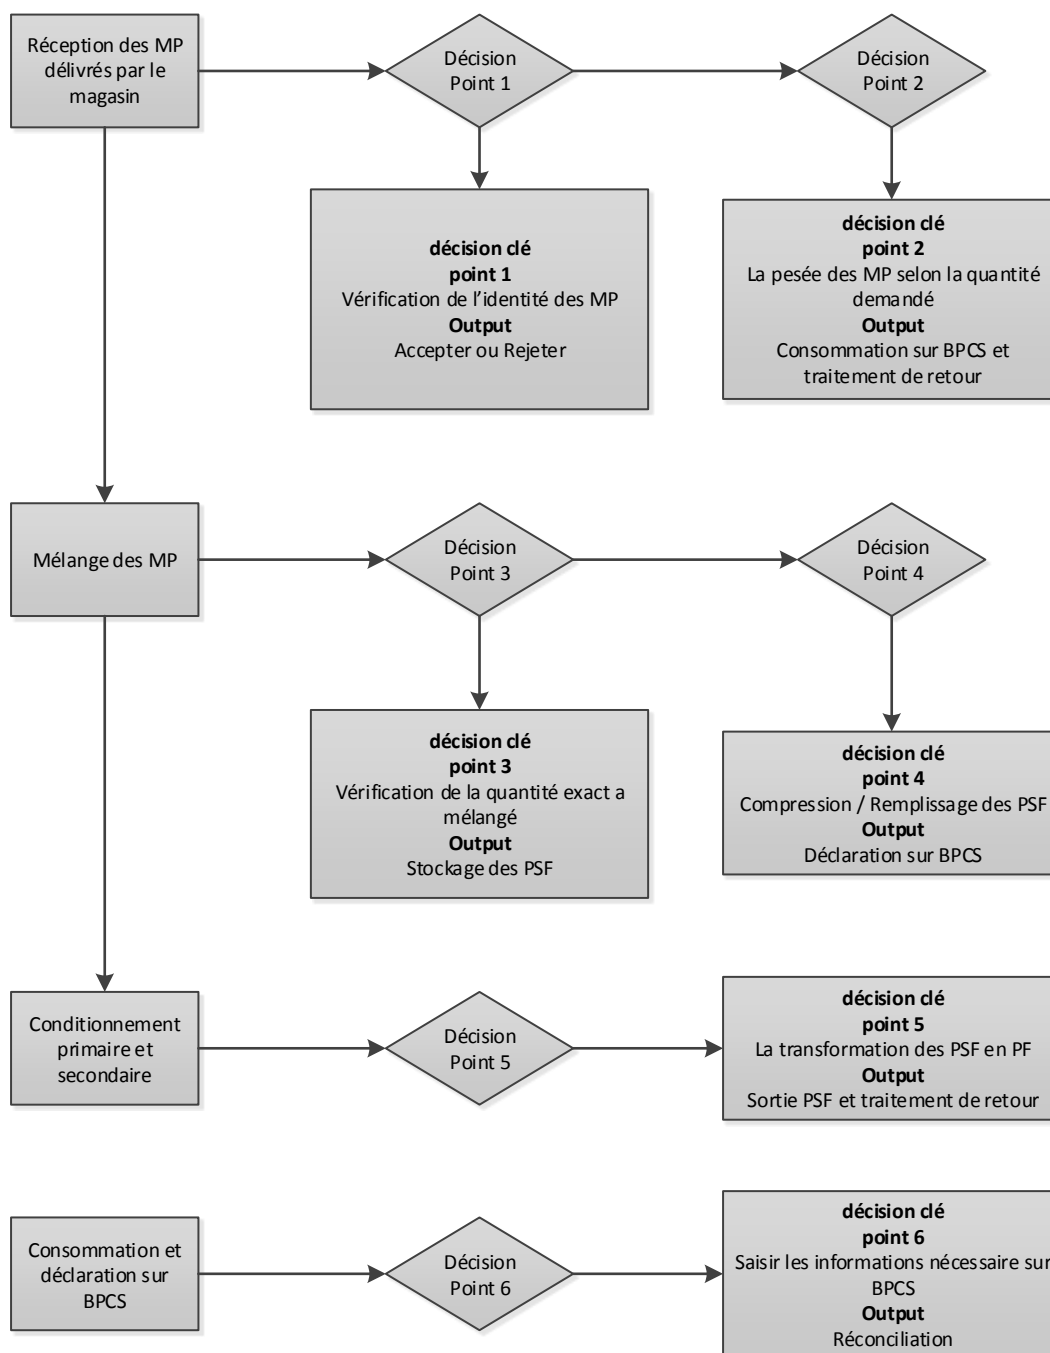 Réception des MP
délivrés par le
magasin
Décision
Point 1
Décision
Point 2
décision clé
point 1
Vérification de l'identité des MP
Output
Accepter ou Rejeter
décision clé
point 2
La pesée des MP selon la quantité
demandé
Output
Consommation sur BPCS et
traitement de retour
Mélange des MP
Décision
Point 3
Décision
Point 4
décision clé
point 3
Vérification de la quantité exact a
mélangé
Output
Stockage des PSF
décision clé
point 4
Compression / Remplissage des PSF
Output
Déclaration sur BPCS
Conditionnement
primaire et
secondaire
Décision
Point 5
décision clé
point 5
La transformation des PSF en PF
Output
Sortie PSF et traitement de retour
Consommation et
déclaration sur
BPCS
Décision
Point 6
décision clé
point 6
Saisir les informations nécessaire sur
BPCS
Output
Réconciliation